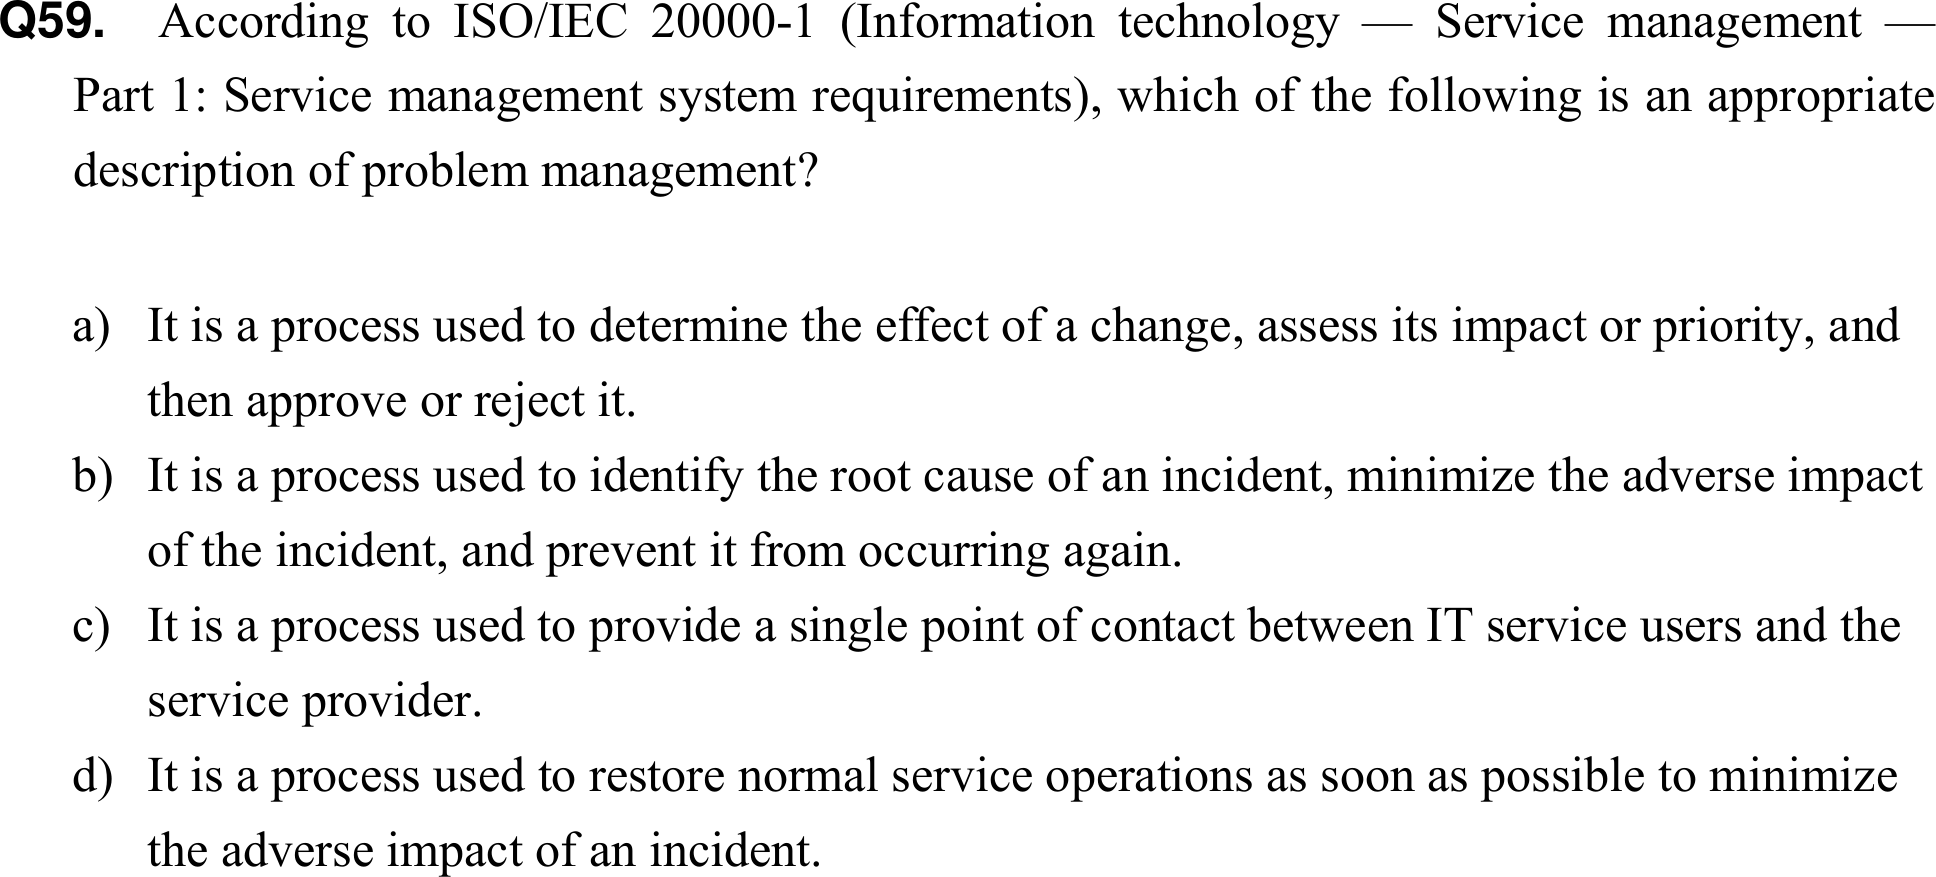 Q59. According to ISO/IEC 20000-1 (Information technology — Service management —
Part 1: Service management system requirements), which of the following is an appropriate
description of problem management?
a) It is a process used to determine the effect of a change, assess its impact or priority, and
then approve or reject it.
b) It is a process used to identify the root cause of an incident, minimize the adverse impact
of the incident, and prevent it from occurring again.
c) It is a process used to provide a single point of contact between IT service users and the
service provider.
d) It is a process used to restore normal service operations as soon as possible to minimize
the adverse impact of an incident.